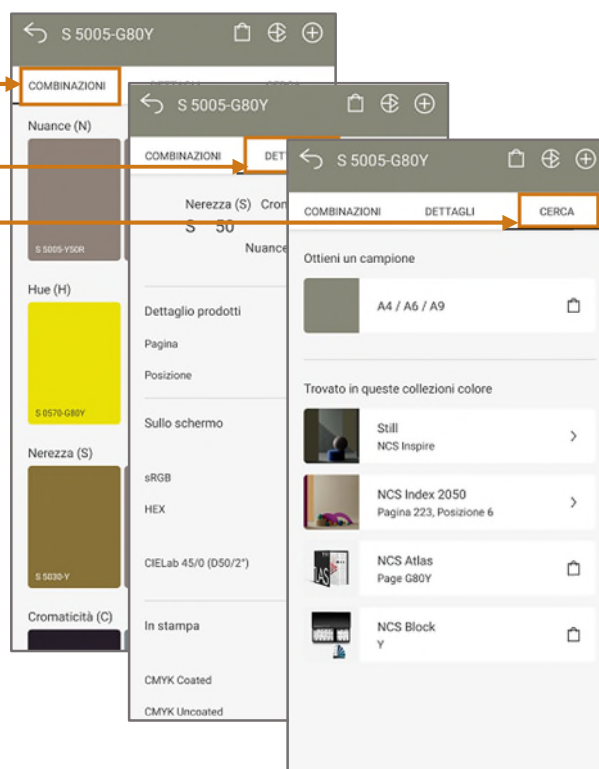 S 5005-G80Y
COMBINAZIONI
Nuance (N)
S 5005-Y50R
Hue (H)
S 0570-G80Y
Nerezza (S)
S 5030-Y
Cromaticità (C)
S 5005-G80Y
COMBINAZIONI DET
Nerezza (S) Cron
S 50
Nuance
Dettaglio prodotti
Pagina
Posizione
Sullo schermo
sRGB
HEX
CIELab 45/0 (D50/2°)
In stampa
CMYK Coated
CMYK Uncoated
S 5005-G80Y
COMBINAZIONI DETTAGLI CERCA
Ottieni un campione
A4 / A6 / A9
Trovato in queste collezioni colore
Still
NCS Inspire
NCS Index 2050
Pagina 223, Posizione 6
NCS Atlas
Page G80Y
NCS Block
Y